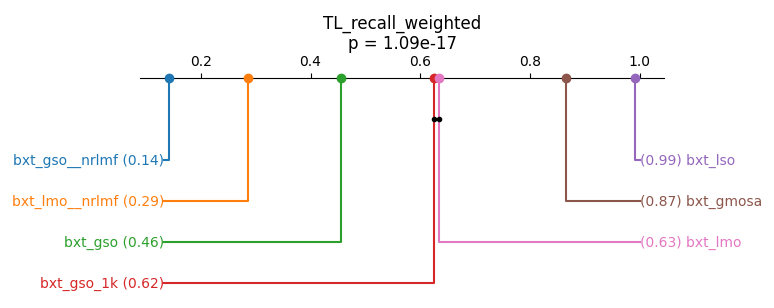 TL_recall_weighted
p = 1.09e-17
0.2 0.4 0.6 0.8 1.0
bxt_gso__nrlmf (0.14) (0.99) bxt_lso
bxt_lmo__nrlmf (0.29) (0.87) bxt_gmosa
bxt_gso (0.46) (0.63) bxt_lmo
bxt_gso_1k (0.62)